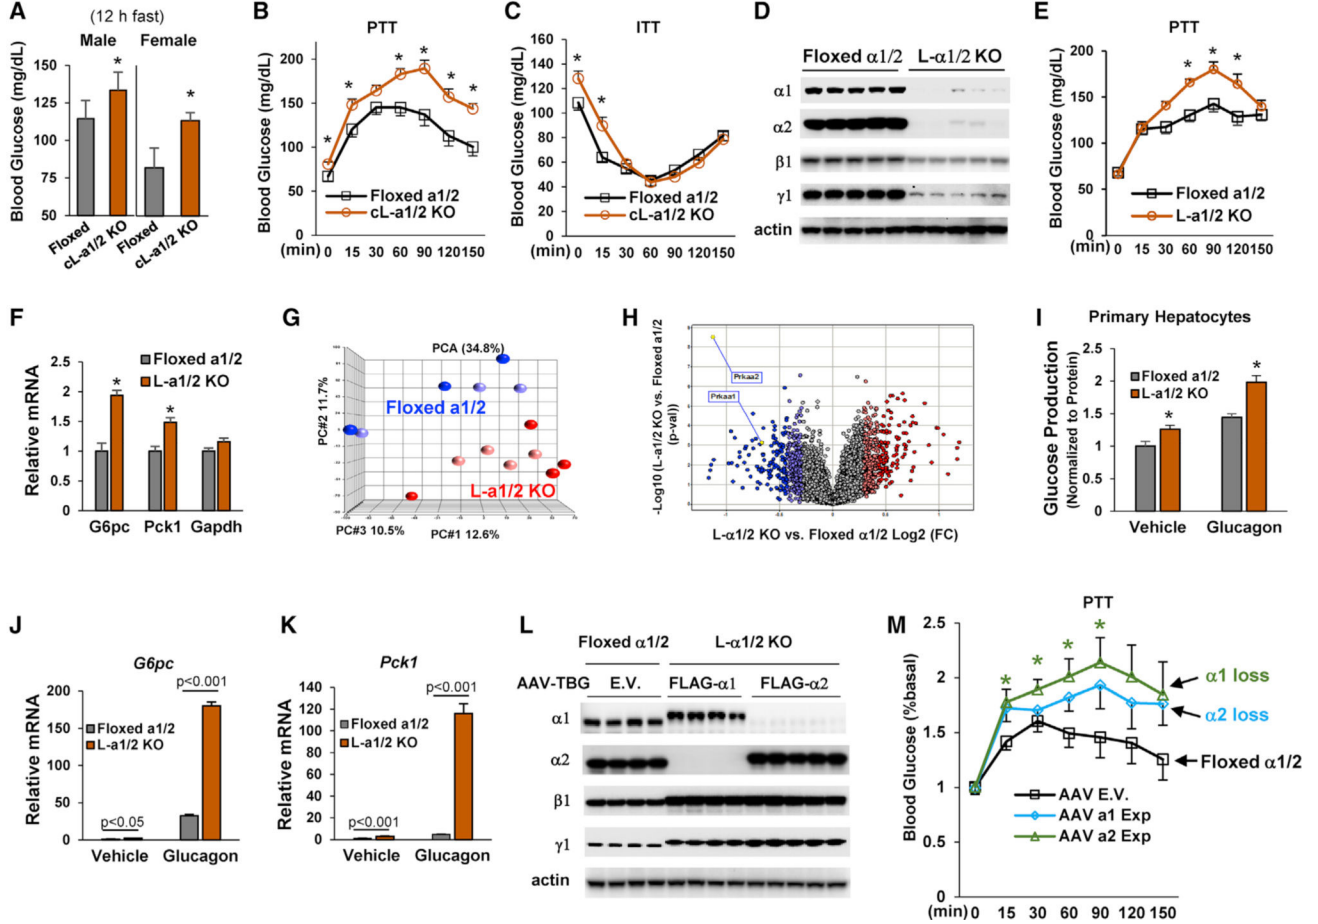 A
(12 h fast)
Male Female
Blood Glucose (mg/dL)
150
125
100
75
50
* *
Floxed
cL-a1/2 KO
Floxed
cL-a1/2 KO
B
PTT
Blood Glucose (mg/dL)
200
150
100
50
0
* * * * * *
Floxed a1/2
cL-a1/2 KO
(min) 0 15 30 60 90 120 150
C
ITT
Blood Glucose (mg/dL)
160
140
120
100
80
60
40
20
0
* *
Floxed a1/2
cL-a1/2 KO
(min) 0 15 30 60 90 120 150
D
Floxed α1/2 L-α1/2 KO
α1
α2
β1
γ1
actin
E
PTT
Blood Glucose (mg/dL)
200
150
100
50
0
* * *
Floxed a1/2
L-a1/2 KO
(min) 0 15 30 60 90 120 150
F
Relative mRNA
2.5
2
1.5
1
0.5
0
Floxed a1/2
L-a1/2 KO
* *
G6pc Pck1 Gapdh
G
PCA (34.8%)
PC#2 11.7%
Floxed a1/2
L-a1/2 KO
PC#3 10.5% PC#1 12.6%
H
-Log10 (L-a1/2 KO vs. Floxed a1/2
(p-val))
Prkaa2
Prkaa1
L-α1/2 KO vs. Floxed α1/2 Log2 (FC)
I
Primary Hepatocytes
Glucose Production
(Normalized to Protein)
2.5
2
1.5
1
0.5
0
Floxed a1/2
L-a1/2 KO
* *
Vehicle Glucagon
J
G6pc
Relative mRNA
200
150
100
50
0
p<0.001
Floxed a1/2
L-a1/2 KO
p<0.05
Vehicle Glucagon
K
Pck1
Relative mRNA
140
120
100
80
60
40
20
0
p<0.001
Floxed a1/2
L-a1/2 KO
p<0.001
Vehicle Glucagon
L
Floxed α1/2 L-α1/2 KO
AAV-TBG E.V. FLAG-α1 FLAG-α2
α1
α2
β1
γ1
actin
M
PTT
Blood Glucose (%basal)
2.5
2
1.5
1
0.5
0
* * * *
α1 loss
α2 loss
Floxed α1/2
AAV E.V.
AAV a1 Exp
AAV a2 Exp
(min) 0 15 30 60 90 120 150